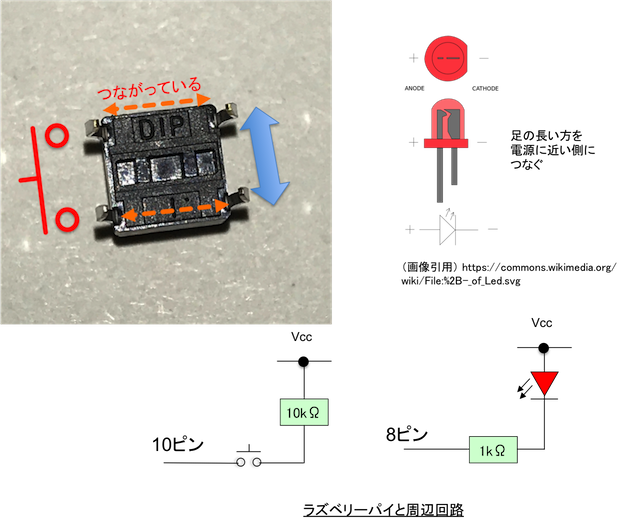 つながっている
DIP
+
−
ANODE
CATHODE
+
−
足の長い方を
電源に近い側に
つなぐ
+
−
（画像引用） https://commons.wikimedia.org/
wiki/File:%2B-_of_Led.svg
Vcc
10kΩ
10ピン
Vcc
8ピン
1kΩ
ラズベリーパイと周辺回路